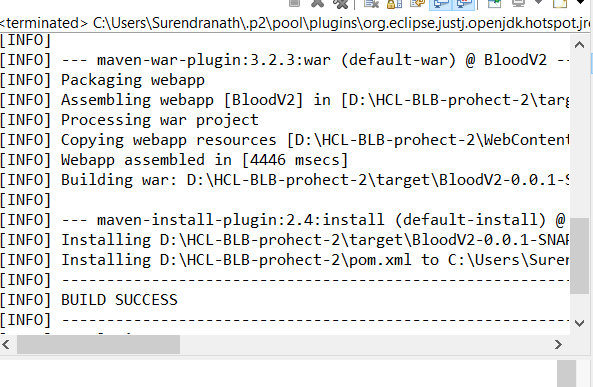 <terminated> C:\Users\Surendranath\.p2\pool\plugins\org.eclipse.justj.openjdk.hotspot.jre
[INFO]
[INFO] --- maven-war-plugin:3.2.3:war (default-war) @ BloodV2 --
[INFO] Packaging webapp
[INFO] Assembling webapp [BloodV2] in [D:\HCL-BLB-prohect-2\targ
[INFO] Processing war project
[INFO] Copying webapp resources [D:\HCL-BLB-prohect-2\WebContent
[INFO] Webapp assembled in [4446 msecs]
[INFO] Building war: D:\HCL-BLB-prohect-2\target\BloodV2-0.0.1-S
[INFO]
[INFO] --- maven-install-plugin:2.4:install (default-install) @
[INFO] Installing D:\HCL-BLB-prohect-2\target\BloodV2-0.0.1-SNAP
[INFO] Installing D:\HCL-BLB-prohect-2\pom.xml to C:\Users\Suren
[INFO] ---------------------------------------------------
[INFO] BUILD SUCCESS
[INFO] ---------------------------------------------------